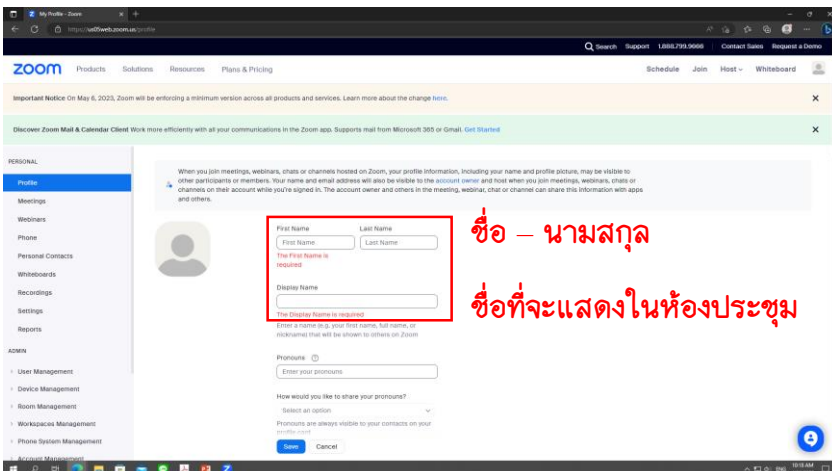 My Profile - Zoom
https://us05web.zoom.us/profile
Search Support 1.888.799.9666 Contact Sales Request a Demo
zoom Products Solutions Resources Plans & Pricing Schedule Join Host Whiteboard
Important Notice On May 6, 2023, Zoom will be enforcing a minimum version across all products and services. Learn more about the change here.
Discover Zoom Mail & Calendar Client Work more efficiently with all your communications in the Zoom app. Supports mail from Microsoft 365 or Gmail. Get Started
PERSONAL
Profile
Meetings
Webinars
Phone
Personal Contacts
Whiteboards
Recordings
Settings
Reports
ADMIN
User Management
Device Management
Room Management
Workspaces Management
Phone System Management
Account Management
When you join meetings, webinars, chats or channels hosted on Zoom, your profile information, including your name and profile picture, may be visible to
other participants or members. Your name and email address will also be visible to the account owner and host when you join meetings, webinars, chats or
channels on their account while you're signed in. The account owner and others in the meeting, webinar, chat or channel can share this information with apps
and others.
First Name Last Name
First Name Last Name
The First Name is
required
ชื่อ – นามสกุล
Display Name
The Display Name is required
ชื่อที่จะแสดงในห้องประชุม
Enter a name (e.g. your first name, full name, or
nickname) that will be shown to others on Zoom
Pronouns
Enter your pronouns
How would you like to share your pronouns?
Select an option
Pronouns are always visible to your contacts on your
profile card
Save Cancel
ENG 10:13 AM